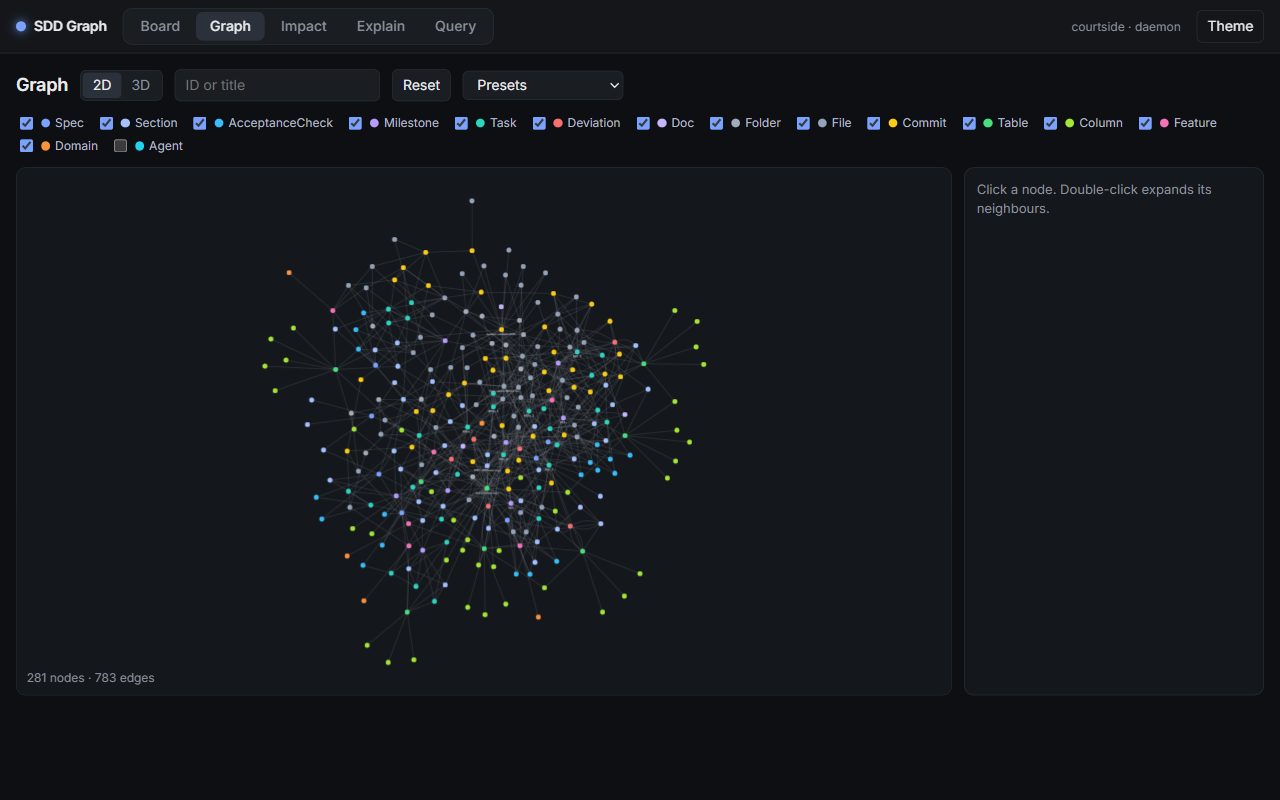 SDD Graph
Board
Graph
Impact
Explain
Query
courtside · daemon
Theme
Graph
2D
3D
ID or title
Reset
Presets
Spec
Section
AcceptanceCheck
Milestone
Task
Deviation
Doc
Folder
File
Commit
Table
Column
Feature
Domain
Agent
Click a node. Double-click expands its
neighbours.
281 nodes · 783 edges